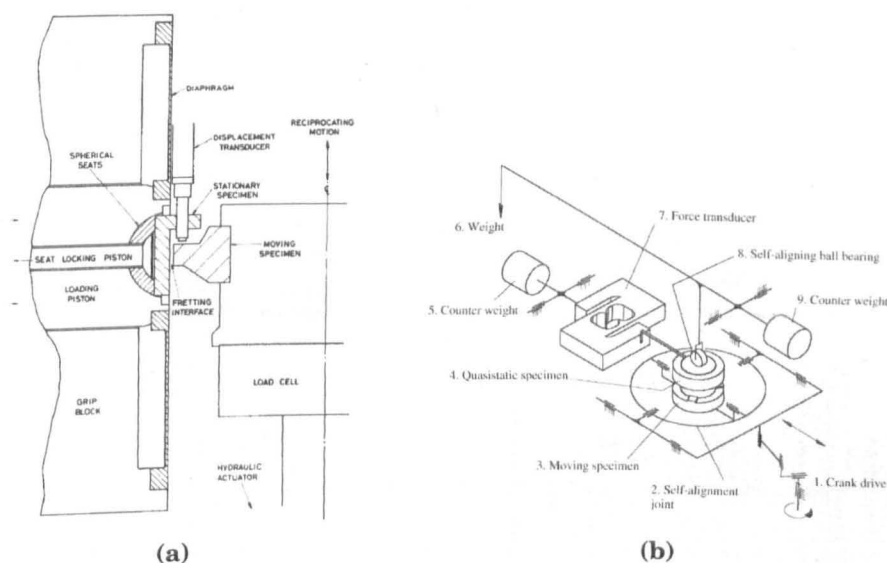 DIAPHRAGM
RECIPROCATING
MOTION
DISPLACEMENT
TRANSDUCER
SPHERICAL
SEATS
STATIONARY
SPECIMEN
MOVING
SPECIMEN
SEAT LOCKING PISTON
LOADING
PISTON
FRETTING
INTERFACE
LOAD CELL
GRIP
BLOCK
HYDRAULIC
ACTUATOR
(a)
6. Weight
7. Force transducer
8. Self-aligning ball bearing
5. Counter weight
9. Counter weight
4. Quasistatic specimen
3. Moving specimen
2. Self-alignment
joint
1. Crank drive
(b)